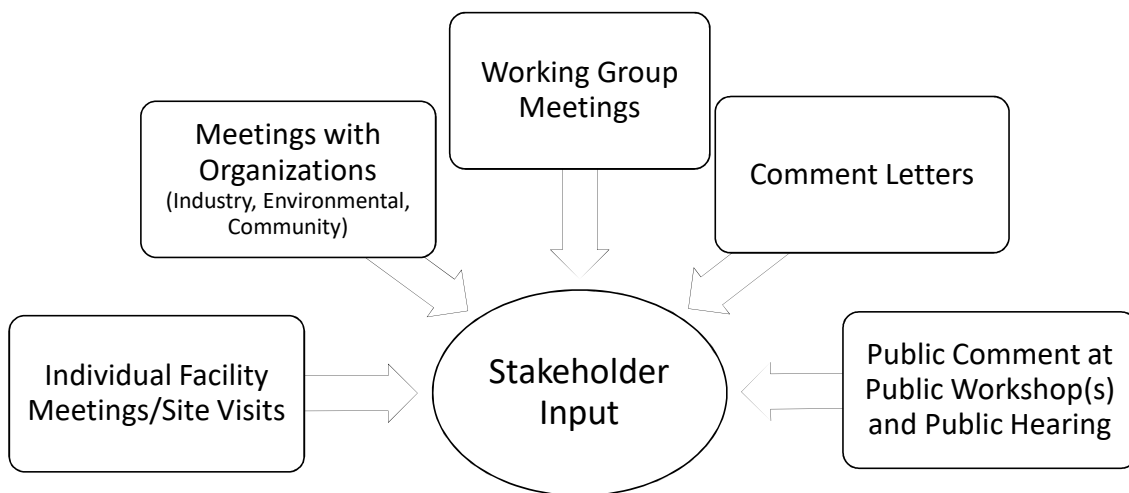 Working Group
Meetings
Meetings with
Organizations
(Industry, Environmental,
Community)
Comment Letters
Individual Facility
Meetings/Site Visits
Stakeholder
Input
Public Comment at
Public Workshop(s)
and Public Hearing